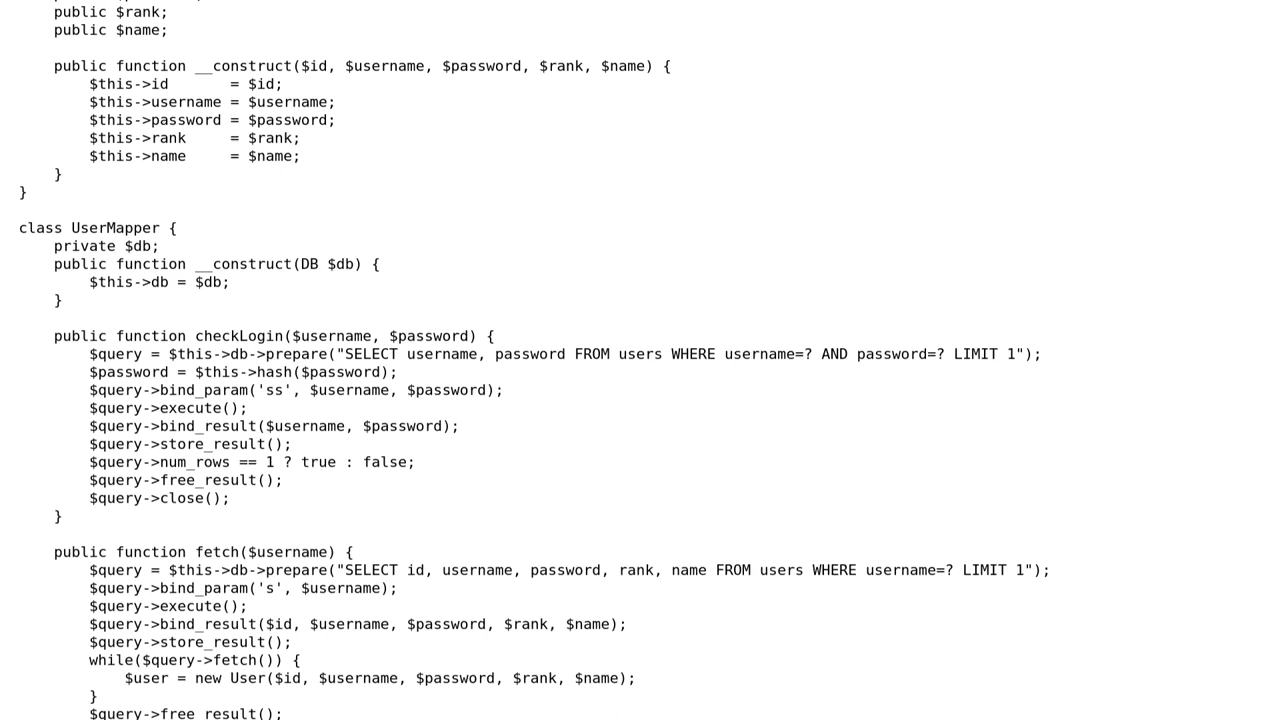 public $rank;
public $name;
public function __construct($id, $username, $password, $rank, $name) {
$this->id       = $id;
$this->username = $username;
$this->password = $password;
$this->rank     = $rank;
$this->name     = $name;
}
}
class UserMapper {
private $db;
public function __construct(DB $db) {
$this->db = $db;
}
public function checkLogin($username, $password) {
$query = $this->db->prepare("SELECT username, password FROM users WHERE username=? AND password=? LIMIT 1");
$password = $this->hash($password);
$query->bind_param('ss', $username, $password);
$query->execute();
$query->bind_result($username, $password);
$query->store_result();
$query->num_rows == 1 ? true : false;
$query->free_result();
$query->close();
}
public function fetch($username) {
$query = $this->db->prepare("SELECT id, username, password, rank, name FROM users WHERE username=? LIMIT 1");
$query->bind_param('s', $username);
$query->execute();
$query->bind_result($id, $username, $password, $rank, $name);
$query->store_result();
while($query->fetch()) {
$user = new User($id, $username, $password, $rank, $name);
}
$query->free_result();